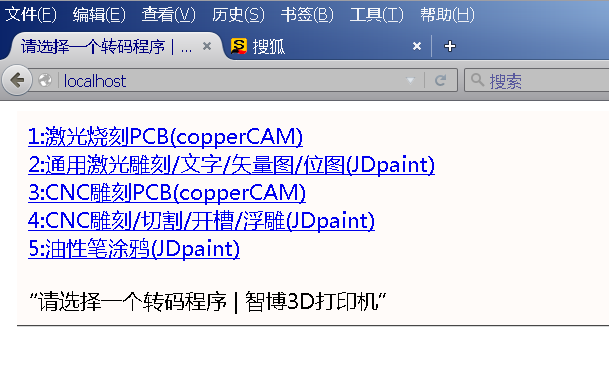 文件(F) 编辑(E) 查看(V) 历史(S) 书签(B) 工具(T) 帮助(H)
请选择一个转码程序 | ... × S 搜狐 × +
localhost 搜索
1:激光烧刻PCB(copperCAM)
2:通用激光雕刻/文字/矢量图/位图(JDpaint)
3:CNC雕刻PCB(copperCAM)
4:CNC雕刻/切割/开槽/浮雕(JDpaint)
5:油性笔涂鸦(JDpaint)
“请选择一个转码程序 | 智博3D打印机“